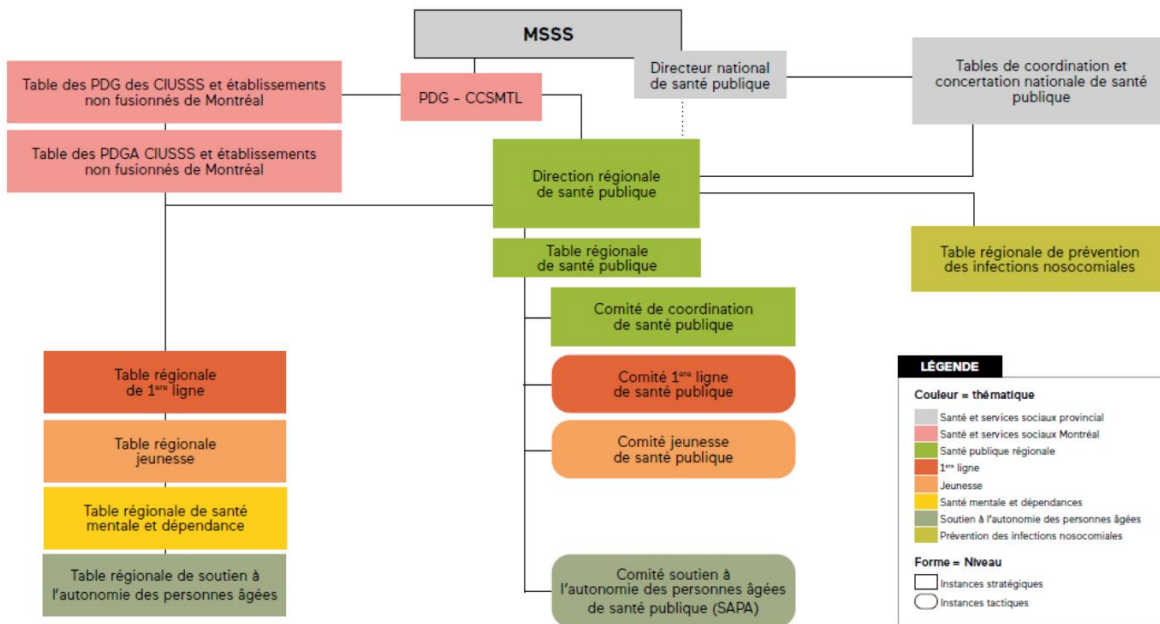 MSSS
Directeur national
de santé publique
Tables de coordination et
concertation nationale de santé
publique
Table des PDG des CIUSSS et établissements
non fusionnés de Montréal
PDG - CCSMTL
Table des PDGA CIUSSS et établissements
non fusionnés de Montréal
Direction régionale
de santé publique
Table régionale
de santé publique
Table régionale de prévention
des infections nosocomiales
Comité de coordination
de santé publique
Table régionale
de 1ere ligne
Comité 1ere ligne
de santé publique
Table régionale
jeunesse
Comité jeunesse
de santé publique
Table régionale de santé
mentale et dépendance
Table régionale de soutien à
l'autonomie des personnes âgées
Comité soutien à
l'autonomie des personnes âgées
de santé publique (SAPA)
LÉGENDE
Couleur = thématique
Santé et services sociaux provincial
Santé et services sociaux Montréal
Santé publique régionale
1ere ligne
Jeunesse
Santé mentale et dépendances
Soutien à l'autonomie des personnes âgées
Prévention des infections nosocomiales
Forme = Niveau
Instances stratégiques
Instances tactiques